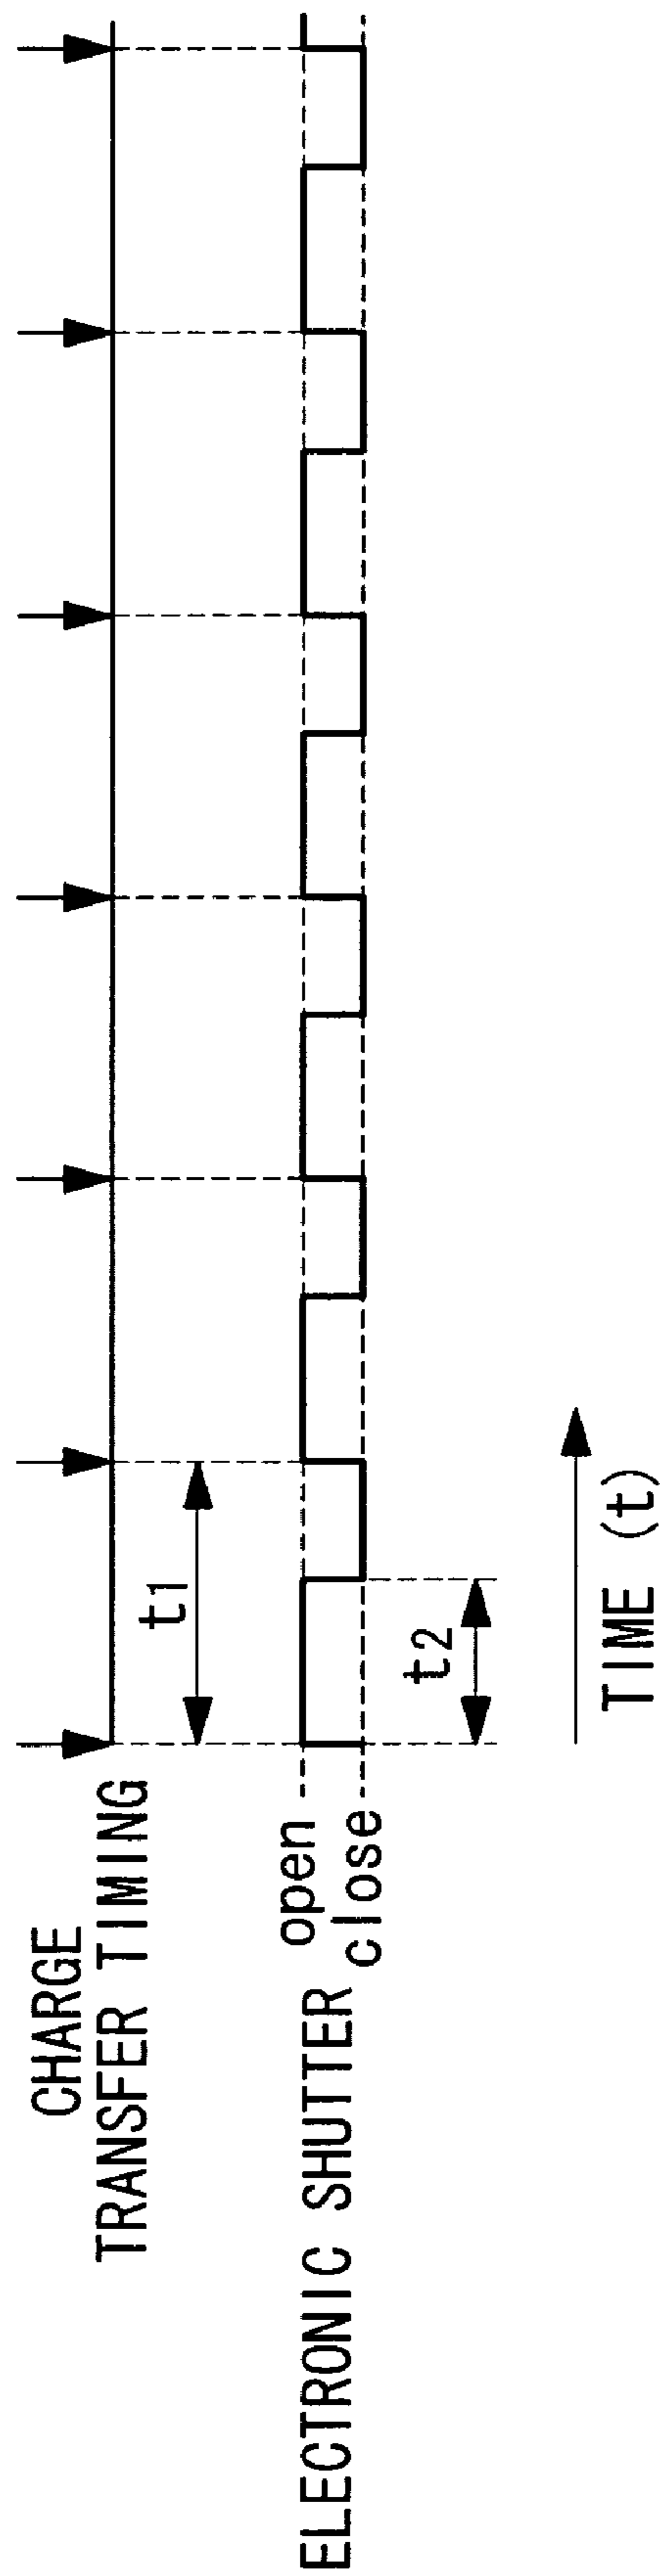 CHARGE
TRANSFER TIMING
t1
ELECTRONIC SHUTTER
open
close
t2
TIME (t)